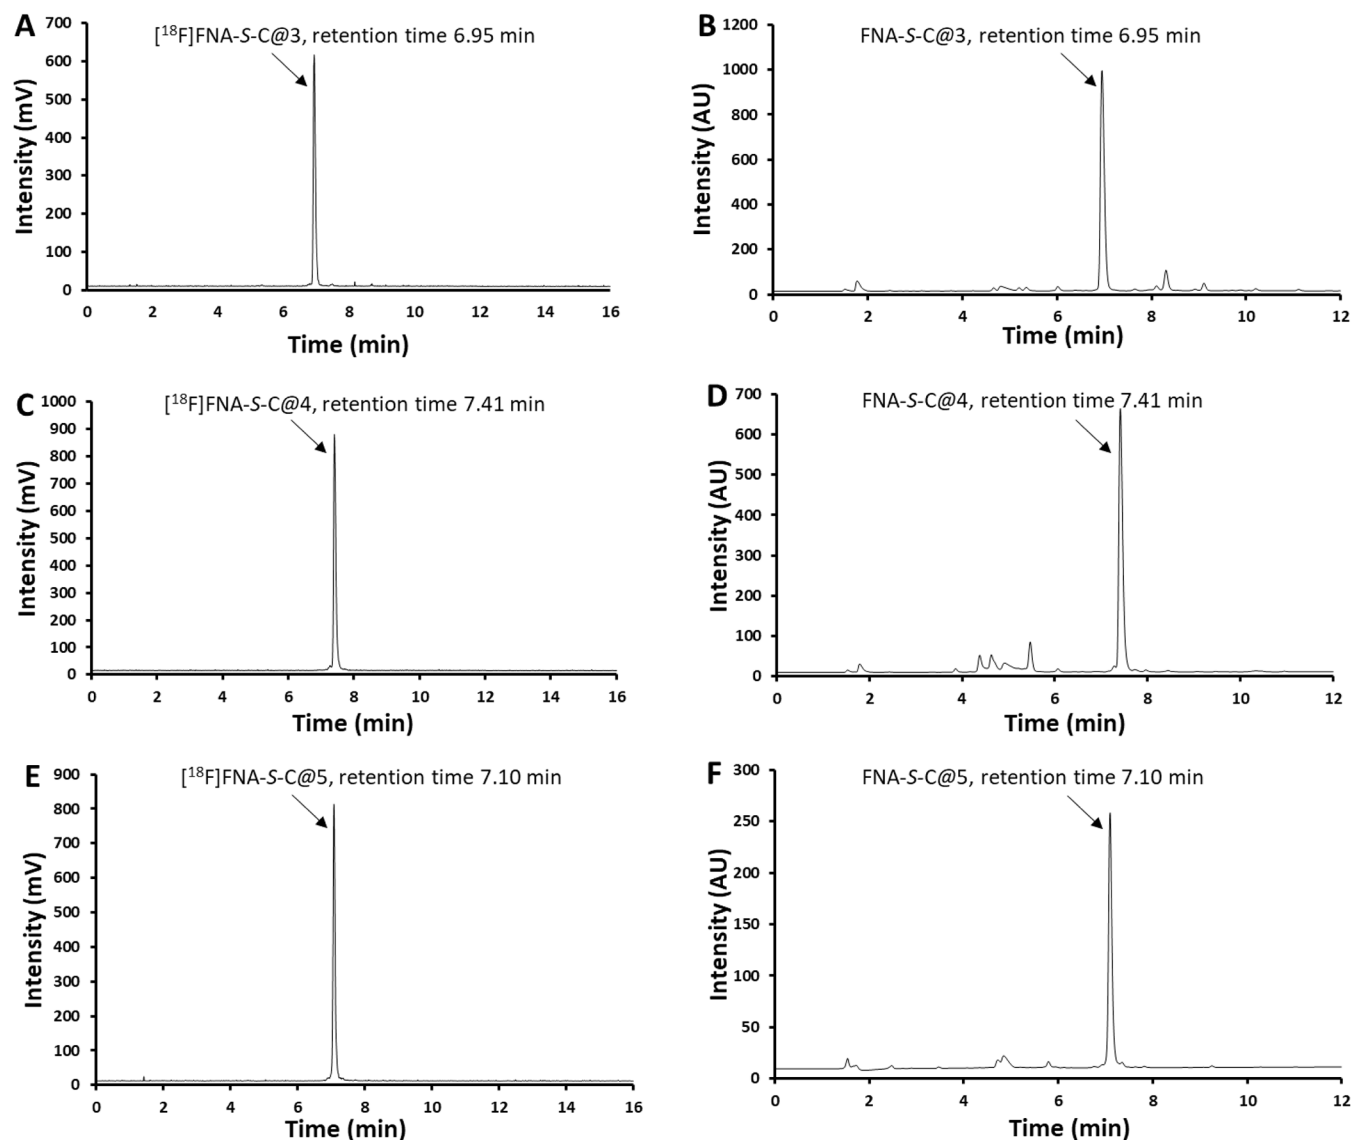 A
[¹⁸F]FNA-S-C@3, retention time 6.95 min
Intensity (mV)
700
600
500
400
300
200
100
0
0 2 4 6 8 10 12 14 16
Time (min)
B
FNA-S-C@3, retention time 6.95 min
Intensity (AU)
1200
1000
800
600
400
200
0
0 2 4 6 8 10 12
Time (min)
C
[¹⁸F]FNA-S-C@4, retention time 7.41 min
Intensity (mV)
1000
900
800
700
600
500
400
300
200
100
0
0 2 4 6 8 10 12 14 16
Time (min)
D
FNA-S-C@4, retention time 7.41 min
Intensity (AU)
700
600
500
400
300
200
100
0
0 2 4 6 8 10 12
Time (min)
E
[¹⁸F]FNA-S-C@5, retention time 7.10 min
Intensity (mV)
900
800
700
600
500
400
300
200
100
0
0 2 4 6 8 10 12 14 16
Time (min)
F
FNA-S-C@5, retention time 7.10 min
Intensity (AU)
300
250
200
150
100
50
0
0 2 4 6 8 10 12
Time (min)